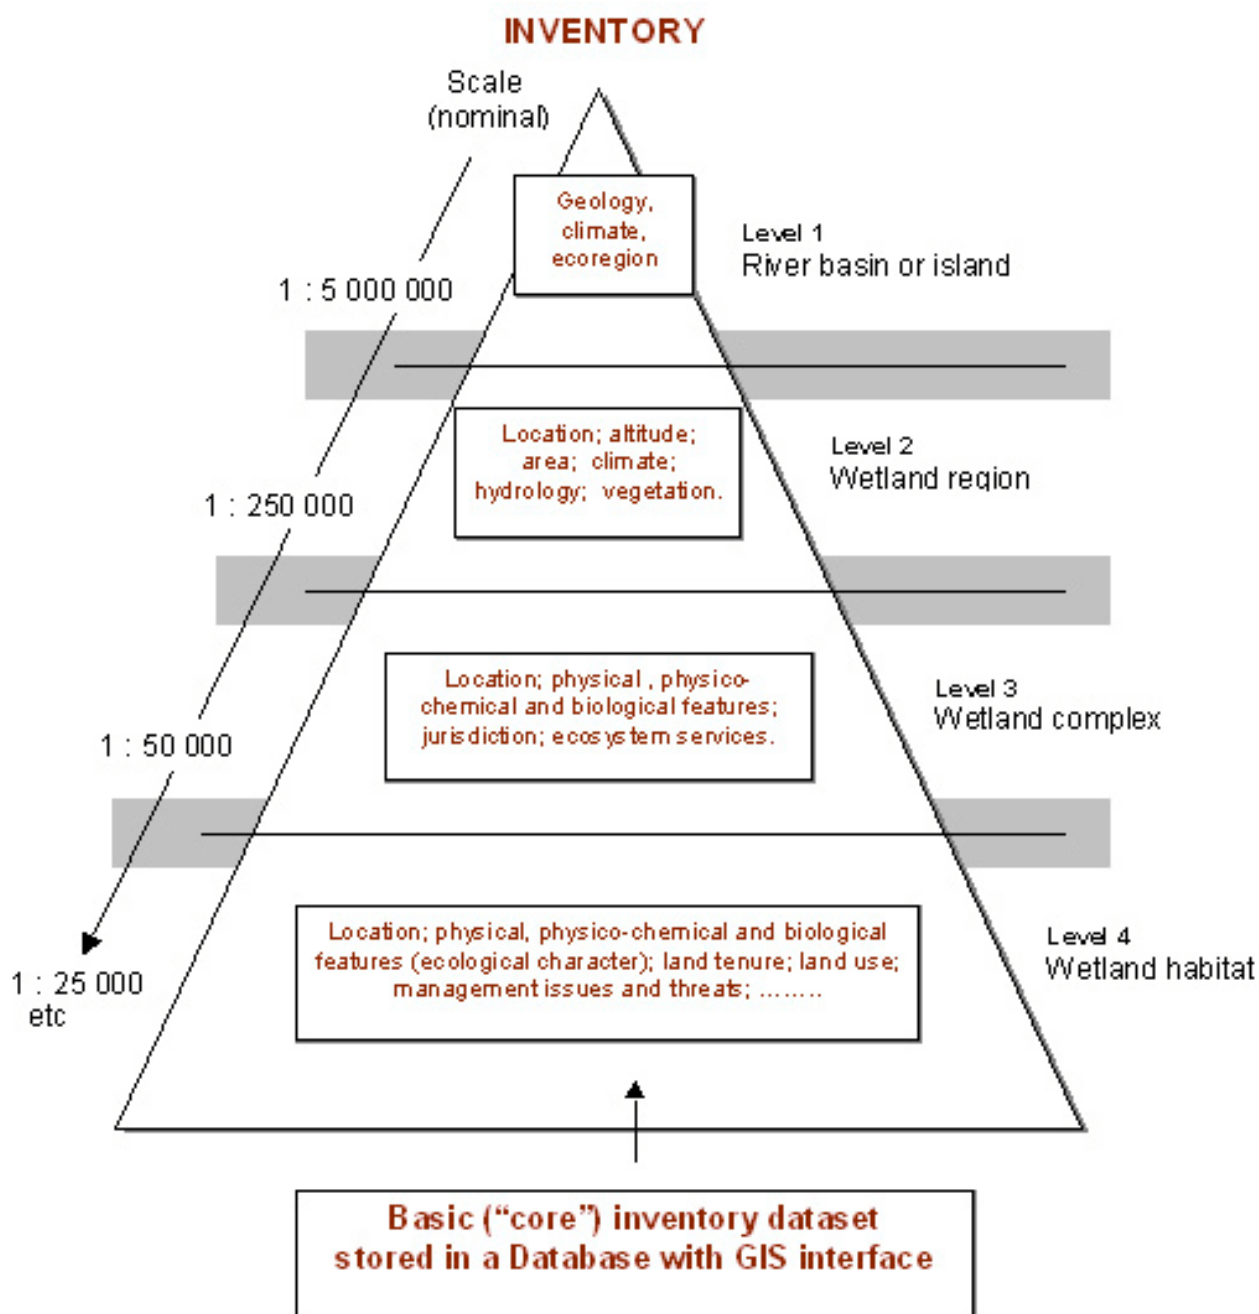 INVENTORY
Scale
(nominal)
Geology,
climate,
ecoregion
Level 1
River basin or island
1 : 5 000 000
Location; altitude;
area; climate;
hydrology; vegetation.
Level 2
Wetland region
1 : 250 000
Location; physical , physico-
chemical and biological features;
jurisdiction; ecosystem services.
Level 3
Wetland complex
1 : 50 000
Location; physical, physico-chemical and biological
features (ecological character); land tenure; land use;
management issues and threats; ........
Level 4
Wetland habitat
1 : 25 000
etc
Basic (“core”) inventory dataset
stored in a Database with GIS interface